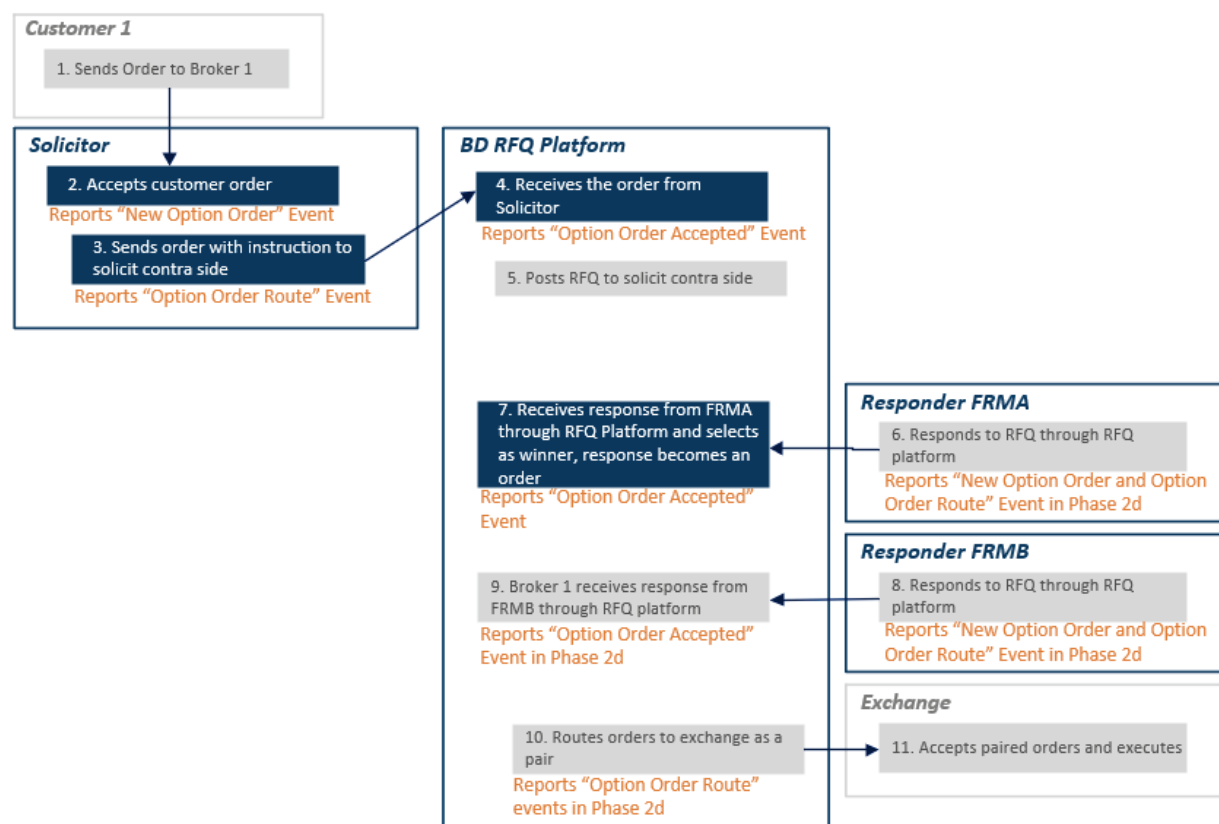 Customer 1
1. Sends Order to Broker 1
Solicitor
2. Accepts customer order
Reports “New Option Order” Event
3. Sends order with instruction to
solicit contra side
Reports “Option Order Route” Event
BD RFQ Platform
4. Receives the order from
Solicitor
Reports “Option Order Accepted” Event
5. Posts RFQ to solicit contra side
7. Receives response from FRMA
through RFQ Platform and selects
as winner, response becomes an
order
Reports “Option Order Accepted”
Event
Responder FRMA
6. Responds to RFQ through RFQ
platform
Reports “New Option Order and Option
Order Route” Event in Phase 2d
9. Broker 1 receives response from
FRMB through RFQ platform
Reports “Option Order Accepted”
Event in Phase 2d
Responder FRMB
8. Responds to RFQ through RFQ
platform
Reports “New Option Order and Option
Order Route” Event in Phase 2d
10. Routes orders to exchange as a
pair
Reports “Option Order Route”
events in Phase 2d
Exchange
11. Accepts paired orders and executes